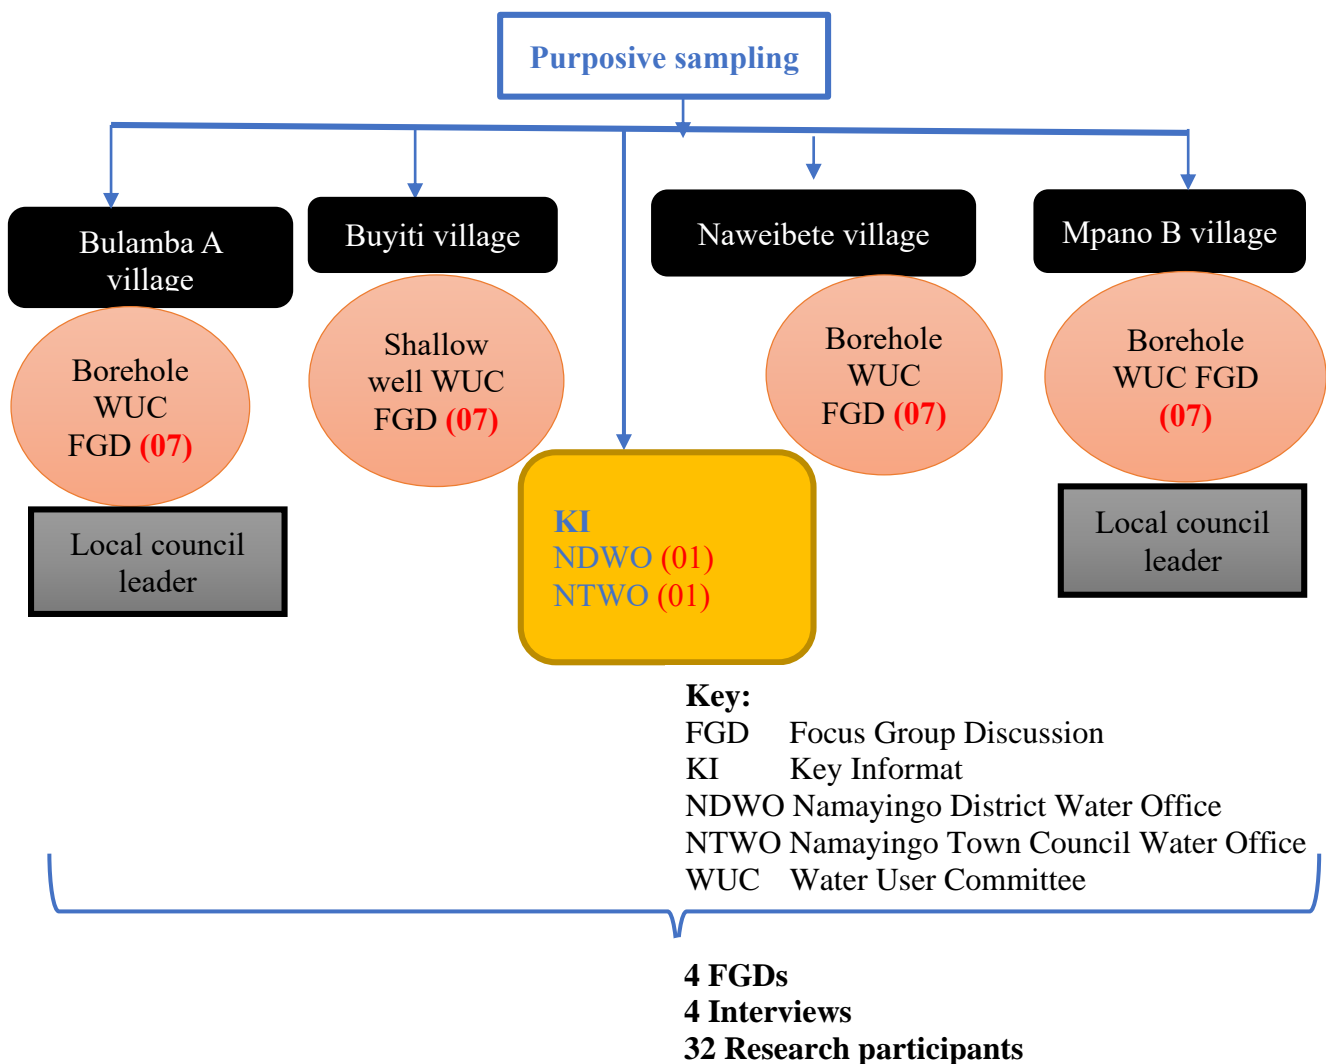 Purposive sampling
Bulamba A
village
Buyiti village
Naweibete village
Mpano B village
Borehole
WUC
FGD (07)
Shallow
well WUC
FGD (07)
Borehole
WUC
FGD (07)
Borehole
WUC FGD
(07)
Local council
leader
KI
NDWO (01)
NTWO (01)
Local council
leader
Key:
FGD Focus Group Discussion
KI Key Informat
NDWO Namayingo District Water Office
NTWO Namayingo Town Council Water Office
WUC Water User Committee
4 FGDs
4 Interviews
32 Research participants